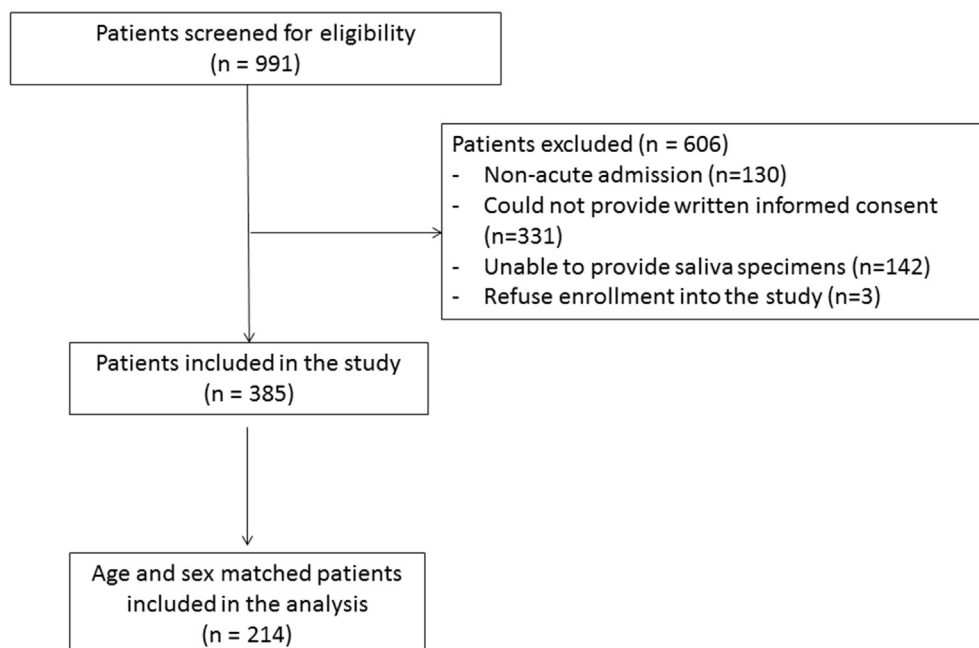 Patients screened for eligibility
(n = 991)
Patients excluded (n = 606)
- Non-acute admission (n=130)
- Could not provide written informed consent
(n=331)
- Unable to provide saliva specimens (n=142)
- Refuse enrollment into the study (n=3)
Patients included in the study
(n = 385)
Age and sex matched patients
included in the analysis
(n = 214)